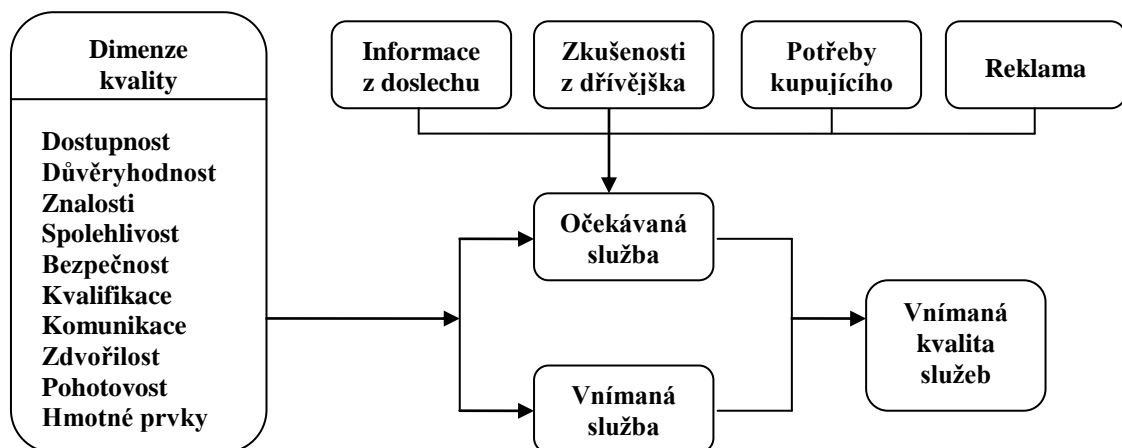 Dimenze
kvality
Dostupnost
Důvěryhodnost
Znalosti
Spolehlivost
Bezpečnost
Kvalifikace
Komunikace
Zdvořilost
Pohotovost
Hmotné prvky
Informace
z doslechu
Zkušenosti
z dřívějška
Potřeby
kupujícího
Reklama
Očekávaná
služba
Vnímaná
služba
Vnímaná
kvalita
služeb